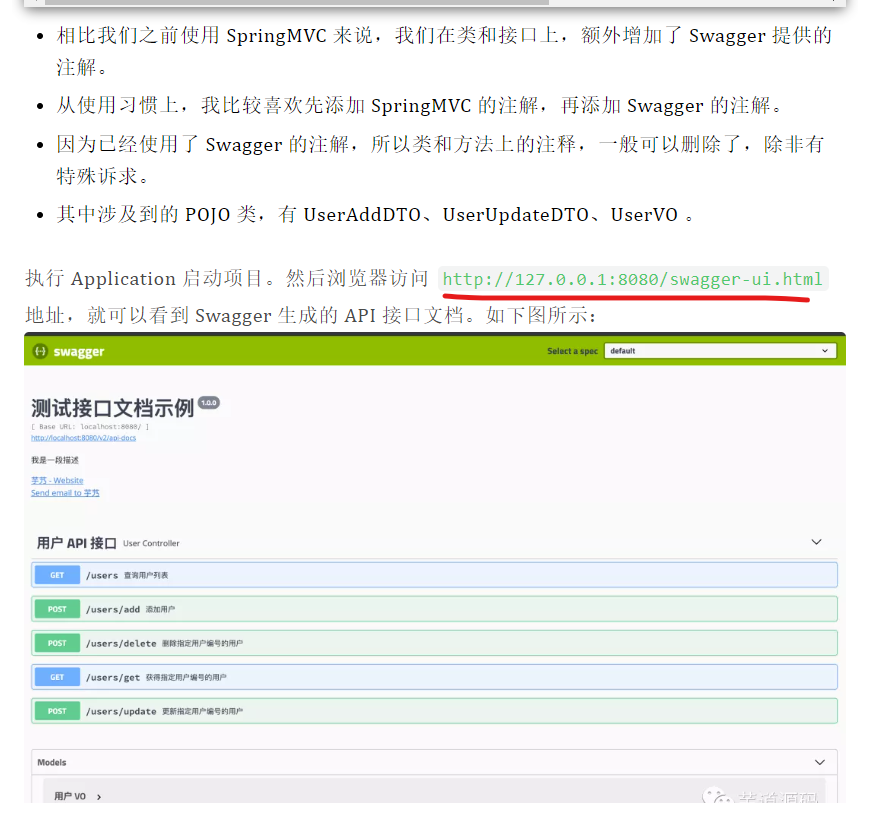 相比我们之前使用 SpringMVC 来说，我们在类和接口上，额外增加了 Swagger 提供的
注解。
从使用习惯上，我比较喜欢先添加 SpringMVC 的注解，再添加 Swagger 的注解。
因为已经使用了 Swagger 的注解，所以类和方法上的注释，一般可以删除了，除非有
特殊诉求。
其中涉及到的 POJO 类，有 UserAddDTO、UserUpdateDTO、UserVO 。
执行 Application 启动项目。然后浏览器访问 http://127.0.0.1:8080/swagger-ui.html
地址，就可以看到 Swagger 生成的 API 接口文档。如下图所示：
swagger
Select a spec default
测试接口文档示例 1.0.0
[ Base URL: localhost:8080/ ]
http://localhost:8080/v2/api-docs
我是一段描述
芋艿 - Website
Send email to 芋艿
用户 API 接口 User Controller
GET /users 查询用户列表
POST /users/add 添加用户
POST /users/delete 删除指定用户编号的用户
GET /users/get 获得指定用户编号的用户
POST /users/update 更新指定用户编号的用户
Models
用户 VO